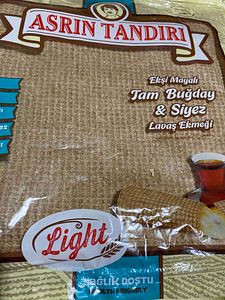 ASRIN TANDIRI
Ekşi Mayalı
Tam Buğday
& Siyez
Lavaş Ekmeği
Light
SAĞLIK DOSTU